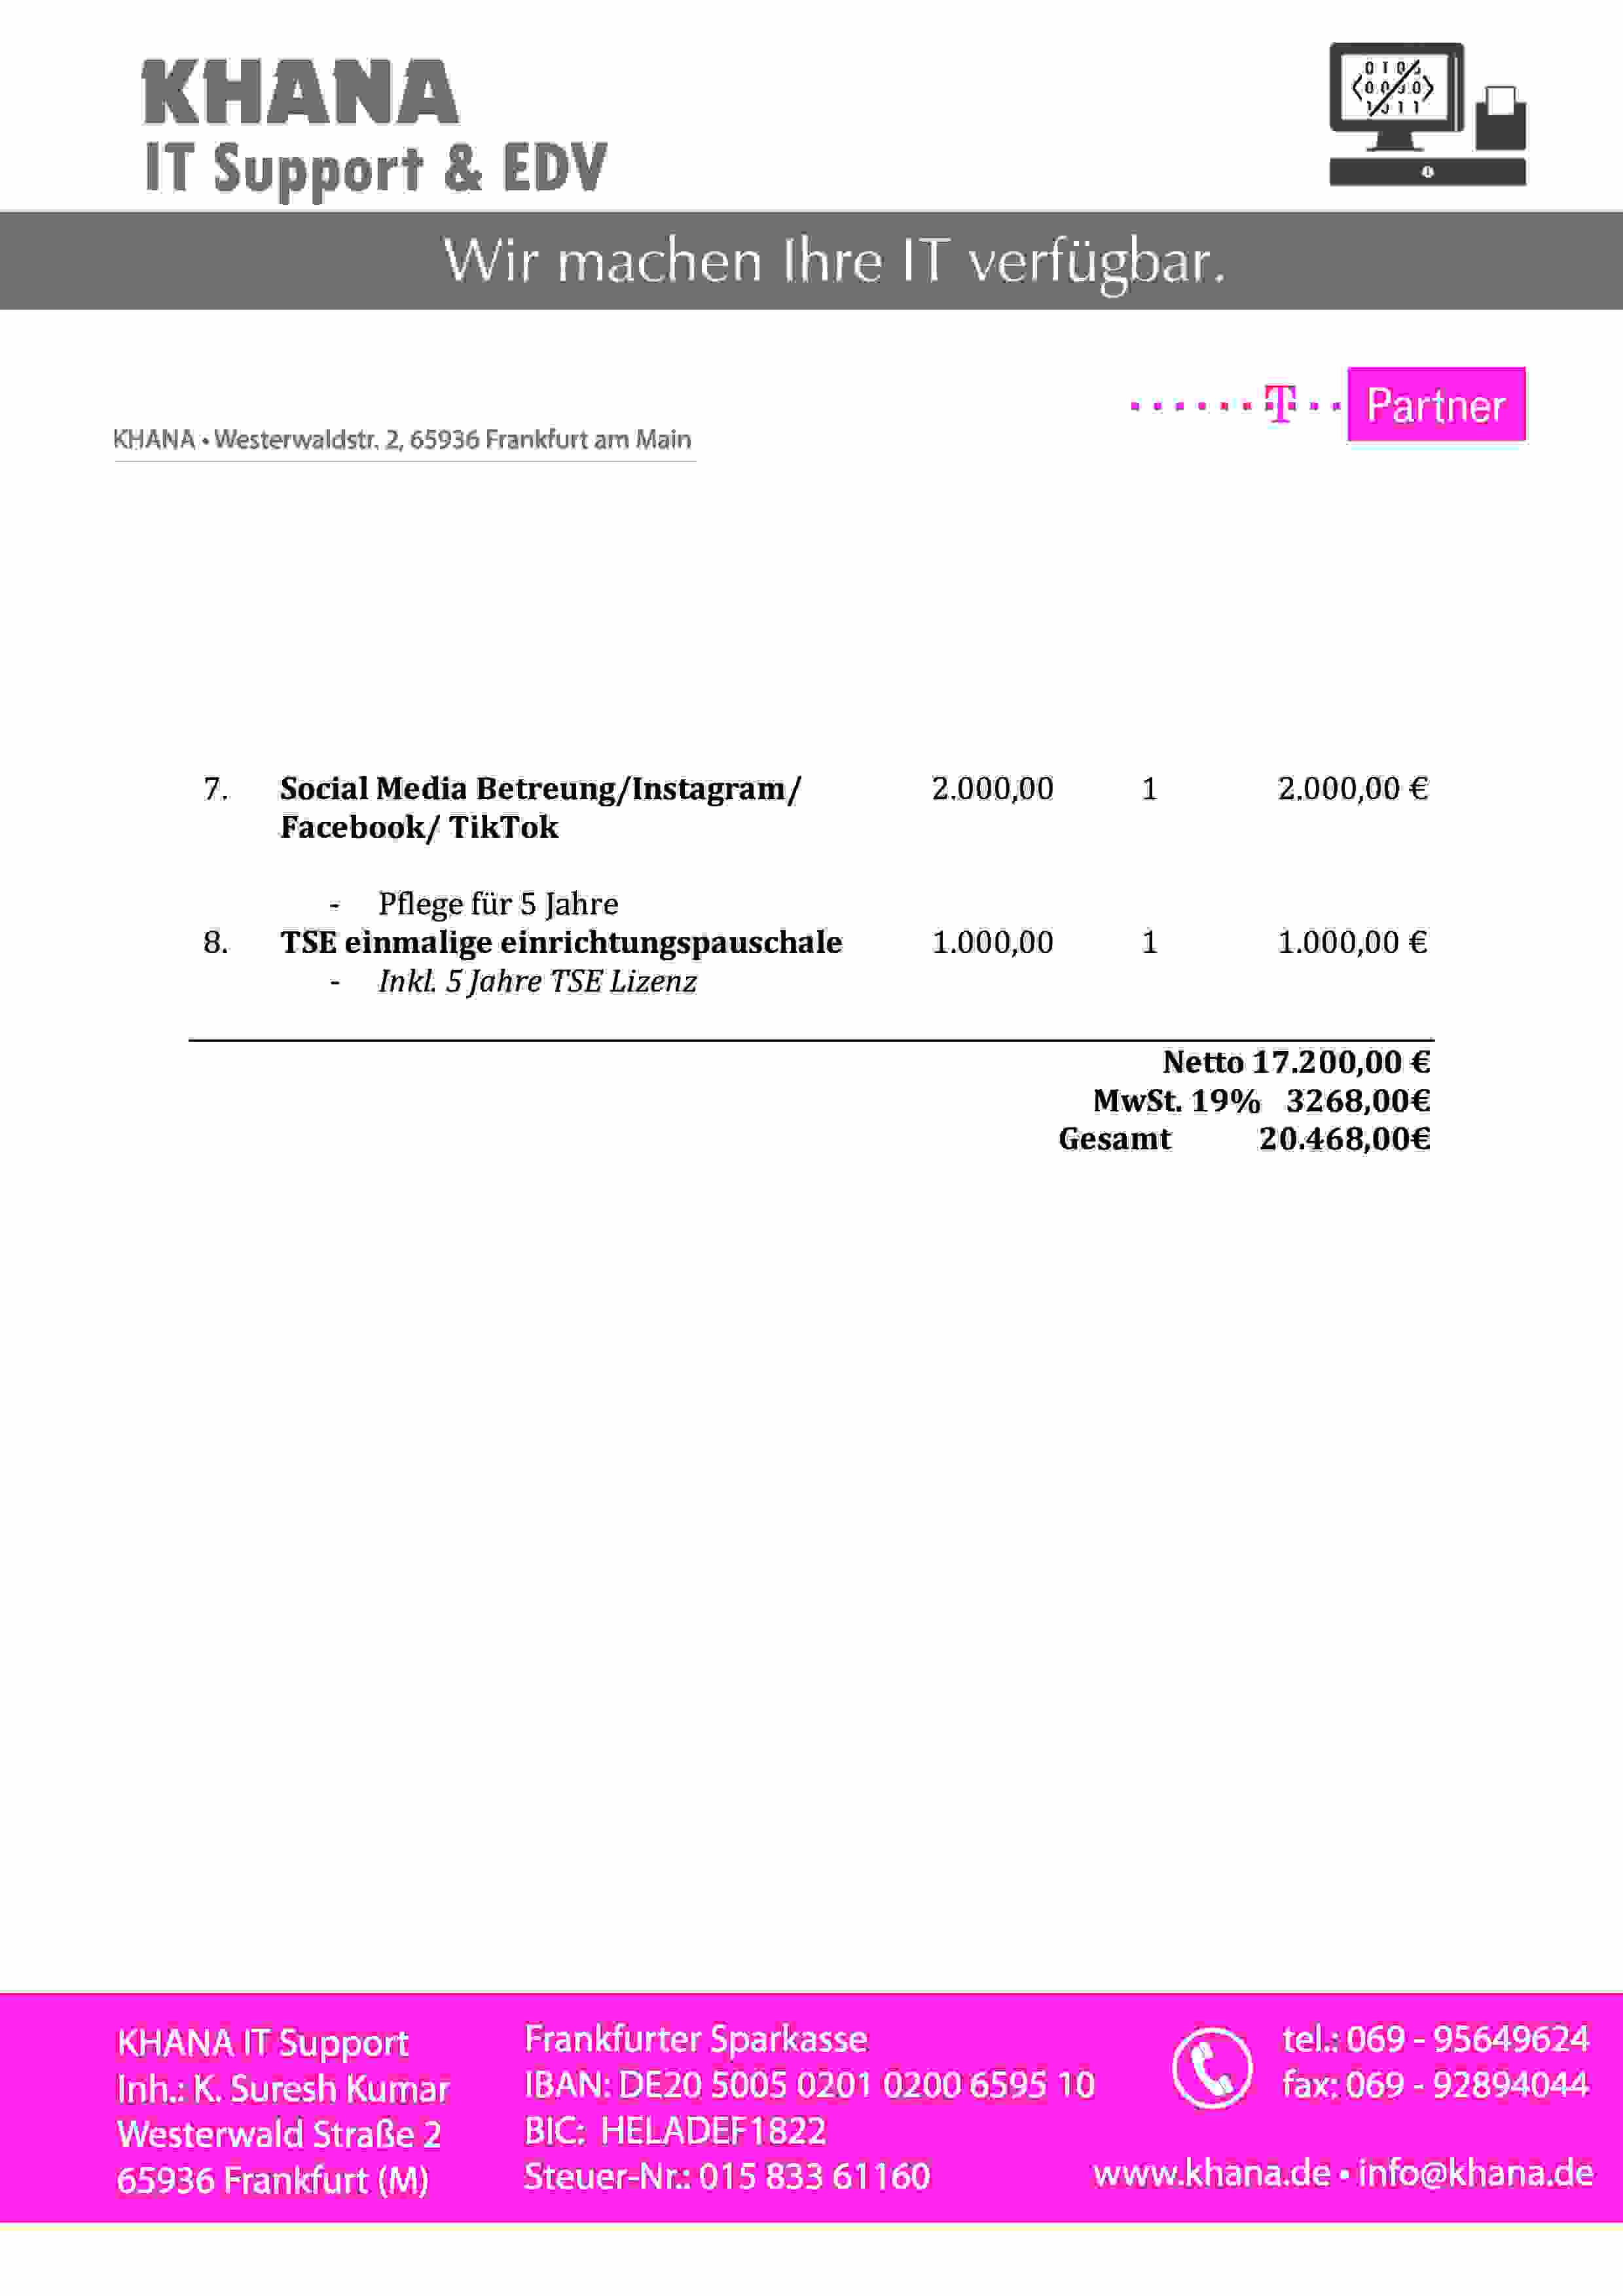 KHANA
IT Support & EDV
Wir machen Ihre IT verfügbar.
T Partner
KHANA • Westerwaldstr. 2, 65936 Frankfurt am Main
7. Social Media Betreung/Instagram/ 2.000,00 1 2.000,00 €
Facebook/ TikTok
- Pflege für 5 Jahre
8. TSE einmalige einrichtungspauschale 1.000,00 1 1.000,00 €
- Inkl. 5 Jahre TSE Lizenz
Netto 17.200,00 €
MwSt. 19% 3268,00€
Gesamt 20.468,00€
KHANA IT Support
Inh.: K. Suresh Kumar
Westerwald Straße 2
65936 Frankfurt (M)
Frankfurter Sparkasse
IBAN: DE20 5005 0201 0200 6595 10
BIC: HELADEF1822
Steuer-Nr.: 015 833 61160
tel.: 069 - 95649624
fax: 069 - 92894044
www.khana.de • info@khana.de